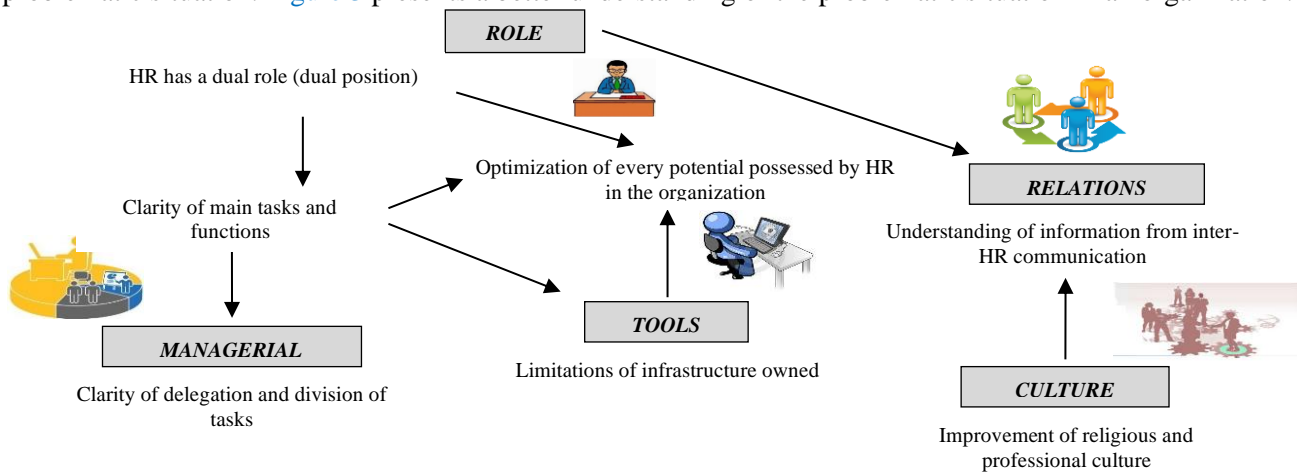 ROLE
HR has a dual role (dual position)
Optimization of every potential possessed by HR
in the organization
RELATIONS
Clarity of main tasks and
functions
Understanding of information from inter-
HR communication
TOOLS
MANAGERIAL
Limitations of infrastructure owned
CULTURE
Clarity of delegation and division of
tasks
Improvement of religious and
professional culture